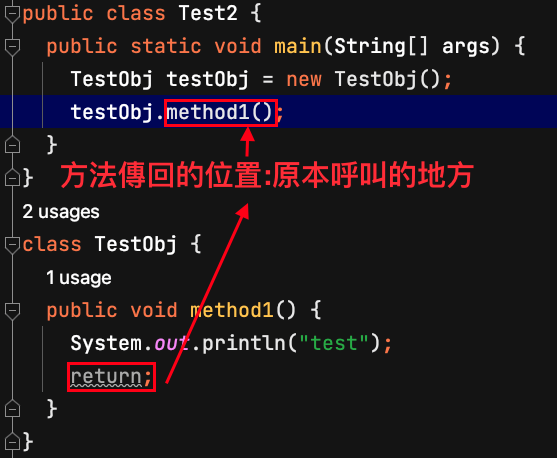 public class Test2 {
public static void main(String[] args) {
TestObj testObj = new TestObj();
testObj.method1();
}
}
方法傳回的位置:原本呼叫的地方
2 usages
class TestObj {
1 usage
public void method1() {
System.out.println("test");
return;
}
}